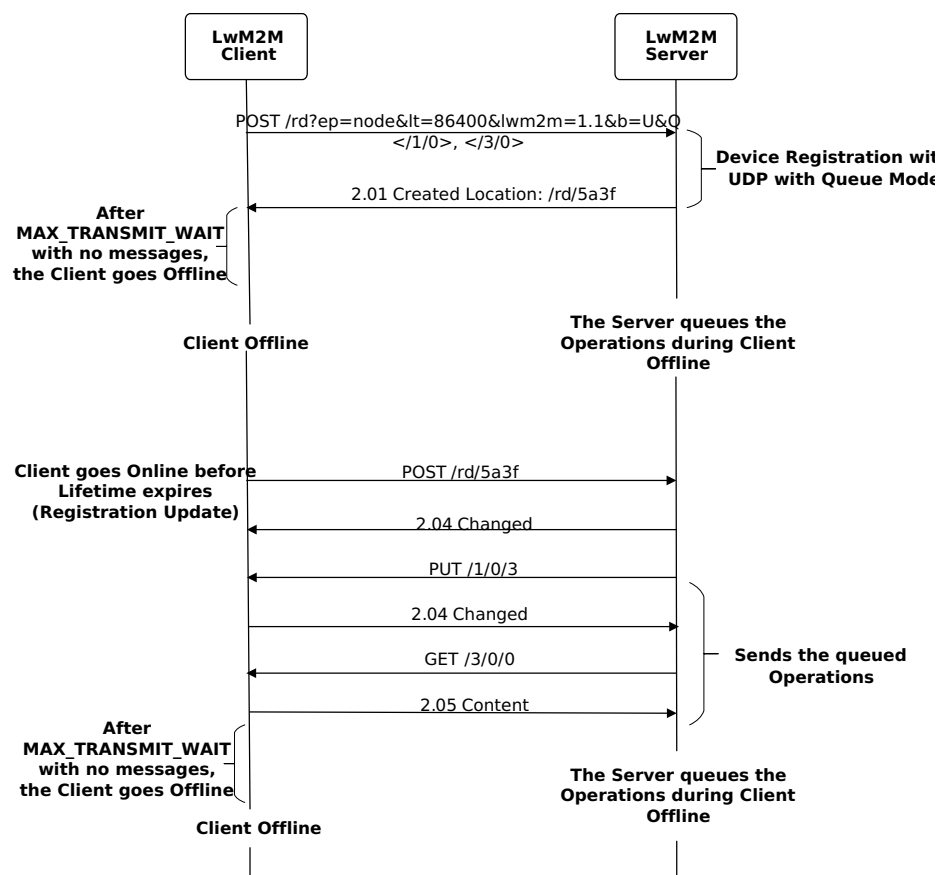 LwM2M
Client
LwM2M
Server
POST /rd?ep=node&lt=86400&lwm2m=1.1&b=U&Q
</1/0>, </3/0>
Device Registration wit
UDP with Queue Mode
2.01 Created Location: /rd/5a3f
After
MAX_TRANSMIT_WAIT
with no messages,
the Client goes Offline
Client Offline
The Server queues the
Operations during Client
Offline
Client goes Online before
Lifetime expires
(Registration Update)
POST /rd/5a3f
2.04 Changed
PUT /1/0/3
2.04 Changed
GET /3/0/0
2.05 Content
Sends the queued
Operations
After
MAX_TRANSMIT_WAIT
with no messages,
the Client goes Offline
Client Offline
The Server queues the
Operations during Client
Offline